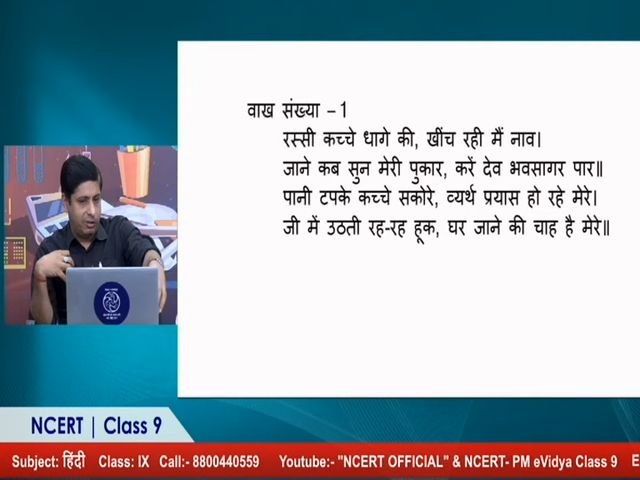 वाख संख्या – 1
रस्सी कच्चे धागे की, खींच रही मैं नाव।
जाने कब सुन मेरी पुकार, करें देव भवसागर पार॥
पानी टपके कच्चे सकोरे, व्यर्थ प्रयास हो रहे मेरे।
जी में उठती रह-रह हूक, घर जाने की चाह है मेरे॥
NCERT | Class 9
Subject: हिंदी Class: IX Call:- 8800440559 Youtube:- "NCERT OFFICIAL" & NCERT- PM eVidya Class 9 E